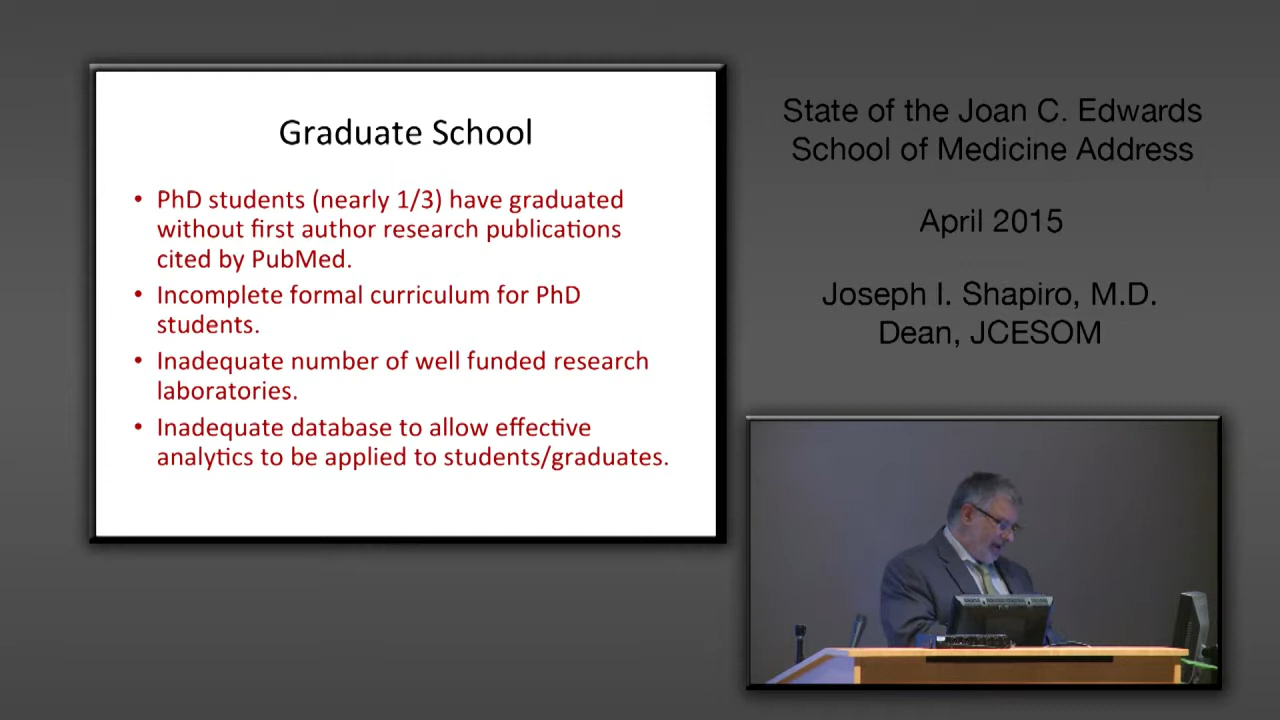 Graduate School
• PhD students (nearly 1/3) have graduated
without first author research publications
cited by PubMed.
• Incomplete formal curriculum for PhD
students.
• Inadequate number of well funded research
laboratories.
• Inadequate database to allow effective
analytics to be applied to students/graduates.
State of the Joan C. Edwards
School of Medicine Address
April 2015
Joseph I. Shapiro, M.D.
Dean, JCESOM